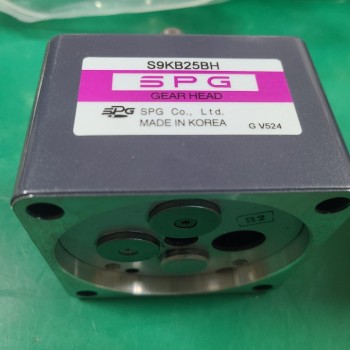 S9KB25BH
SPG
GEAR HEAD
SPG SPG Co., Ltd.
MADE IN KOREA
G V524